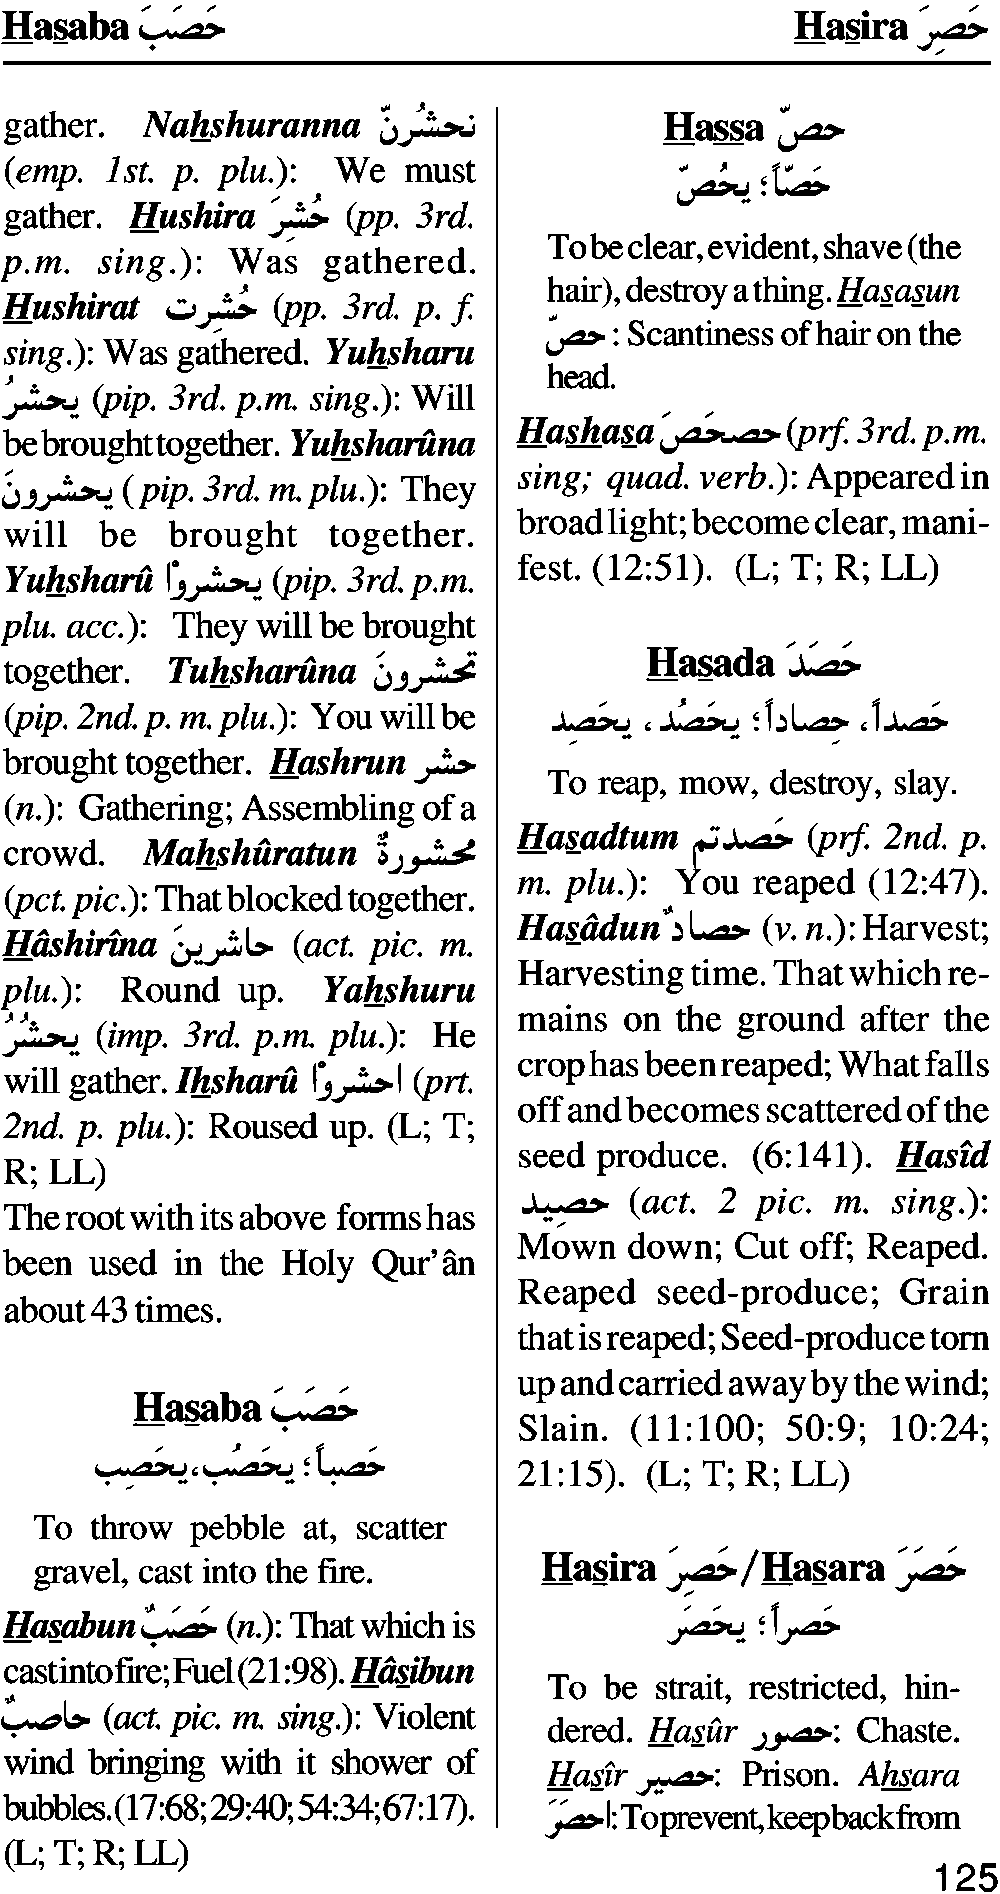 Hasaba حَصَبَ
Hasira حَصِرَ
gather. Nahshuranna نحشُرنّ
(emp. 1st. p. plu.): We must
gather. Hushira حُشِرَ (pp. 3rd.
p.m. sing.): Was gathered.
Hushirat حُشِرت (pp. 3rd. p. f.
sing.): Was gathered. Yuhsharu
يحشرُ (pip. 3rd. p.m. sing.): Will
be brought together. Yuhsharûna
يحشرونَ (pip. 3rd. m. plu.): They
will be brought together.
Yuhsharû يحشروْا (pip. 3rd. p.m.
plu. acc.): They will be brought
together. Tuhsharûna تحشرونَ
(pip. 2nd. p. m. plu.): You will be
brought together. Hashrun حشر
(n.): Gathering; Assembling of a
crowd. Mahshûratun محشورةٌ
(pct. pic.): That blocked together.
Hâshirîna حاشرينَ (act. pic. m.
plu.): Round up. Yahshuru
يحشُرُ (imp. 3rd. p.m. plu.): He
will gather. Ihsharû احشروْا (prt.
2nd. p. plu.): Roused up. (L; T;
R; LL)
The root with its above forms has
been used in the Holy Qur’ân
about 43 times.
Hasaba حَصَبَ
حَصباً؛ يحَصُب، يحَصِب
To throw pebble at, scatter
gravel, cast into the fire.
Hasabun حَصَبٌ (n.): That which is
cast into fire; Fuel (21:98). Hâsibun
حاصبٌ (act. pic. m. sing.): Violent
wind bringing with it shower of
bubbles. (17:68; 29:40; 54:34; 67:17).
(L; T; R; LL)
Hassa حصّ
حَصّاً؛ يحُصّ
To be clear, evident, shave (the
hair), destroy a thing. Hasasun
حصّ : Scantiness of hair on the
head.
Hashasa حصحَصَ (prf. 3rd. p.m.
sing; quad. verb.): Appeared in
broad light; become clear, mani-
fest. (12:51). (L; T; R; LL)
Hasada حَصَدَ
حَصداً، حِصاداً؛ يحَصُد، يحَصِد
To reap, mow, destroy, slay.
Hasadtum حَصدتم (prf. 2nd. p.
m. plu.): You reaped (12:47).
Hasâdun حصادٌ (v. n.): Harvest;
Harvesting time. That which re-
mains on the ground after the
crop has been reaped; What falls
off and becomes scattered of the
seed produce. (6:141). Hasîd
حصيد (act. 2 pic. m. sing.):
Mown down; Cut off; Reaped.
Reaped seed-produce; Grain
that is reaped; Seed-produce torn
up and carried away by the wind;
Slain. (11:100; 50:9; 10:24;
21:15). (L; T; R; LL)
Hasira حَصِرَ / Hasara حَصَرَ
حَصراً؛ يحَصَر
To be strait, restricted, hin-
dered. Hasûr حصور: Chaste.
Hasîr حصير: Prison. Ahsara
احصَرَ: To prevent, keep back from
125